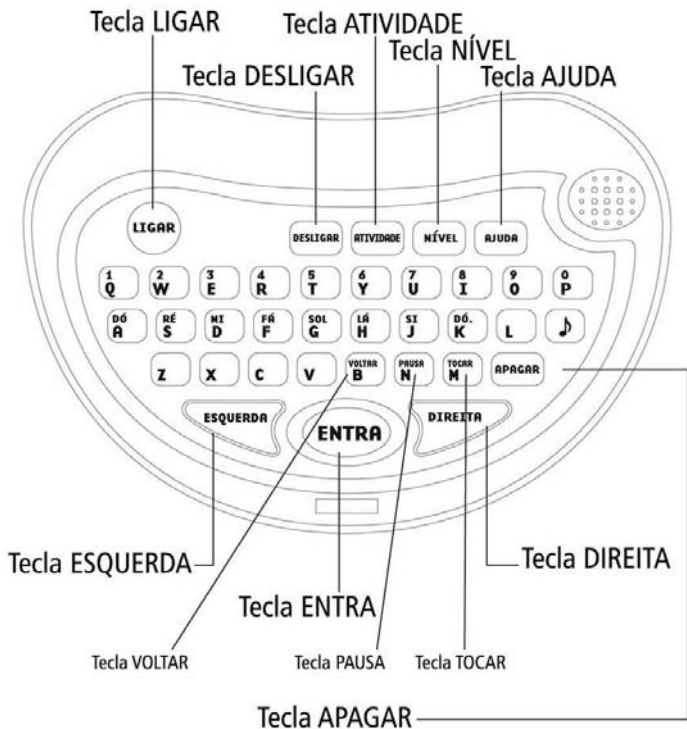 Tecla LIGAR
Tecla ATIVIDADE
Tecla NÍVEL
Tecla DESLIGAR
Tecla AJUDA
LIGAR
DESLIGAR ATIVIDADE NÍVEL AJUDA
1 2 3 4 5 6 7 8 9 0
Q W E R T Y U I O P
DÓ RÉ MI FÁ SOL LÁ SI DÓ.
A S D F G H J K L ♪
VOLTAR PAUSA TOCAR
Z X C V B N M APAGAR
ESQUERDA ENTRA DIREITA
Tecla ESQUERDA
Tecla DIREITA
Tecla ENTRA
Tecla VOLTAR
Tecla PAUSA
Tecla TOCAR
Tecla APAGAR